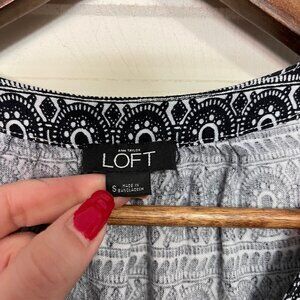 ANN TAYLOR
LOFT
S
MADE IN
BANGLADESH